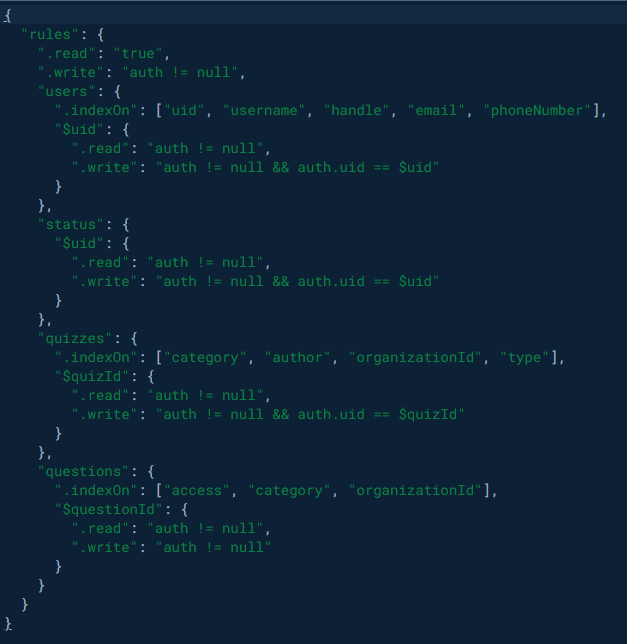 {
  "rules": {
    ".read": "true",
    ".write": "auth != null",
    "users": {
      ".indexOn": ["uid", "username", "handle", "email", "phoneNumber"],
      "$uid": {
        ".read": "auth != null",
        ".write": "auth != null && auth.uid == $uid"
      }
    },
    "status": {
      "$uid": {
        ".read": "auth != null",
        ".write": "auth != null && auth.uid == $uid"
      }
    },
    "quizzes": {
      ".indexOn": ["category", "author", "organizationId", "type"],
      "$quizId": {
        ".read": "auth != null",
        ".write": "auth != null && auth.uid == $quizId"
      }
    },
    "questions": {
      ".indexOn": ["access", "category", "organizationId"],
      "$questionId": {
        ".read": "auth != null",
        ".write": "auth != null"
      }
    }
  }
}